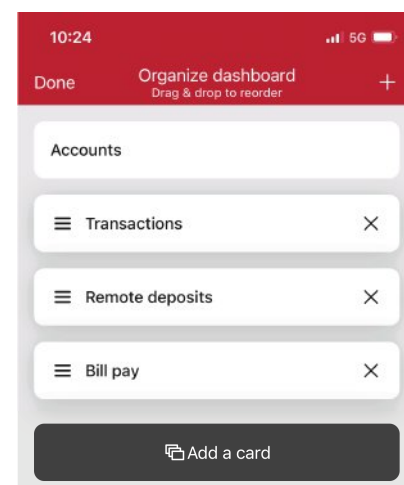 10:24 5G
Done Organize dashboard
Drag & drop to reorder
Accounts
Transactions
Remote deposits
Bill pay
Add a card